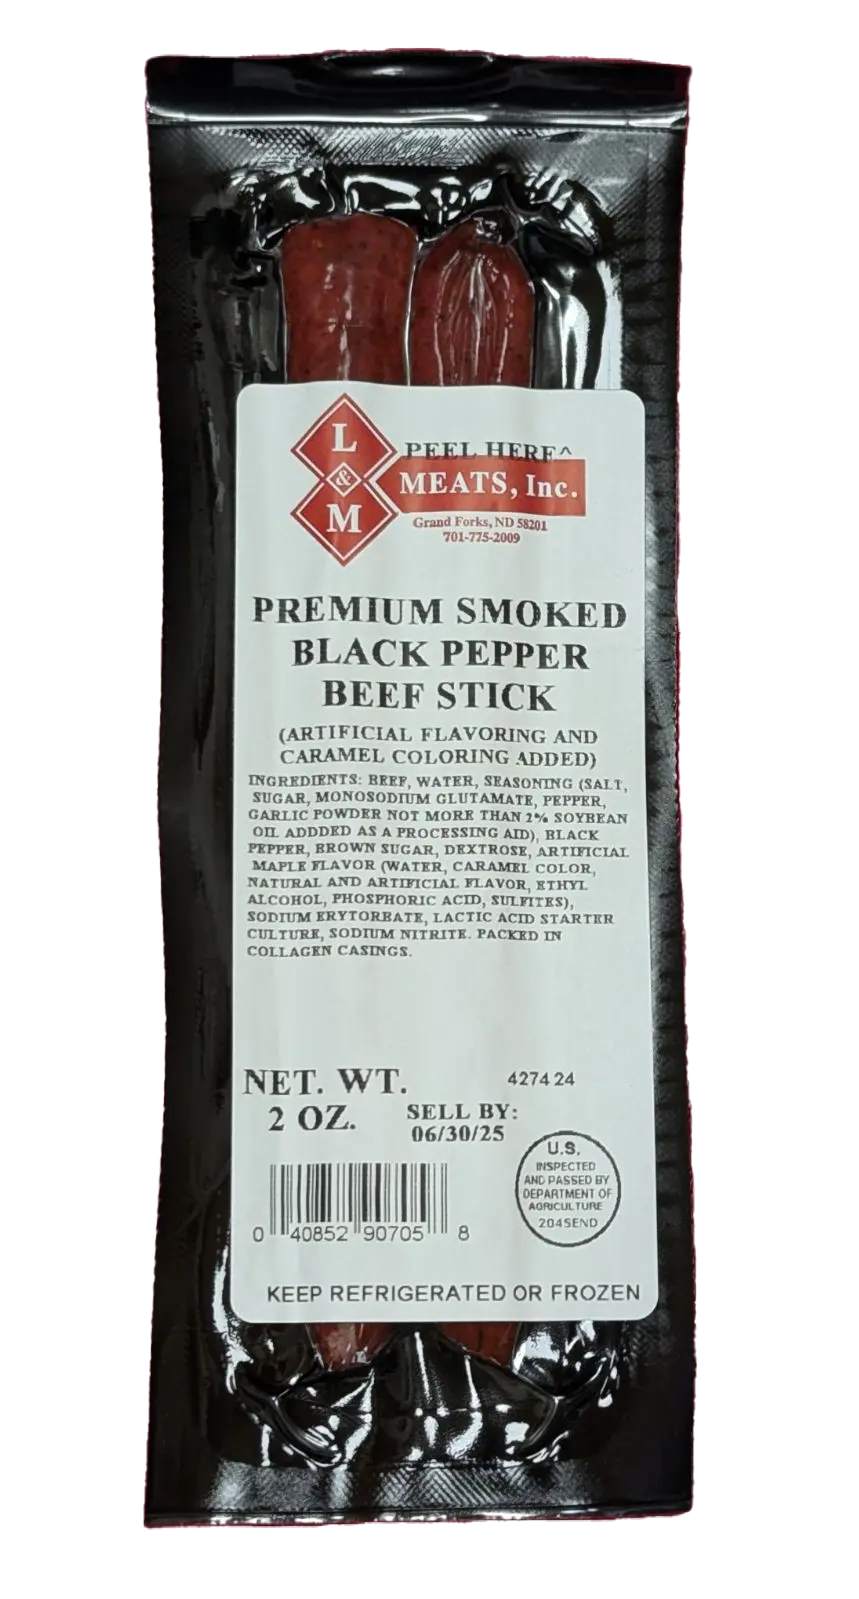 L
&
M
PEEL HERE^
MEATS, Inc.
Grand Forks, ND 58201
701-775-2009
PREMIUM SMOKED
BLACK PEPPER
BEEF STICK
(ARTIFICIAL FLAVORING AND
CARAMEL COLORING ADDED)
INGREDIENTS: BEEF, WATER, SEASONING (SALT,
SUGAR, MONOSODIUM GLUTAMATE, PEPPER,
GARLIC POWDER NOT MORE THAN 2% SOYBEAN
OIL ADDDED AS A PROCESSING AID), BLACK
PEPPER, BROWN SUGAR, DEXTROSE, ARTIFICIAL
MAPLE FLAVOR (WATER, CARAMEL COLOR,
NATURAL AND ARTIFICIAL FLAVOR, ETHYL
ALCOHOL, PHOSPHORIC ACID, SULFITES),
SODIUM ERYTORBATE, LACTIC ACID STARTER
CULTURE, SODIUM NITRITE. PACKED IN
COLLAGEN CASINGS.
NET. WT.
2 OZ.
427424
SELL BY:
06/30/25
U.S.
INSPECTED
AND PASSED BY
DEPARTMENT OF
AGRICULTURE
204SEND
0 40852 90705 8
KEEP REFRIGERATED OR FROZEN